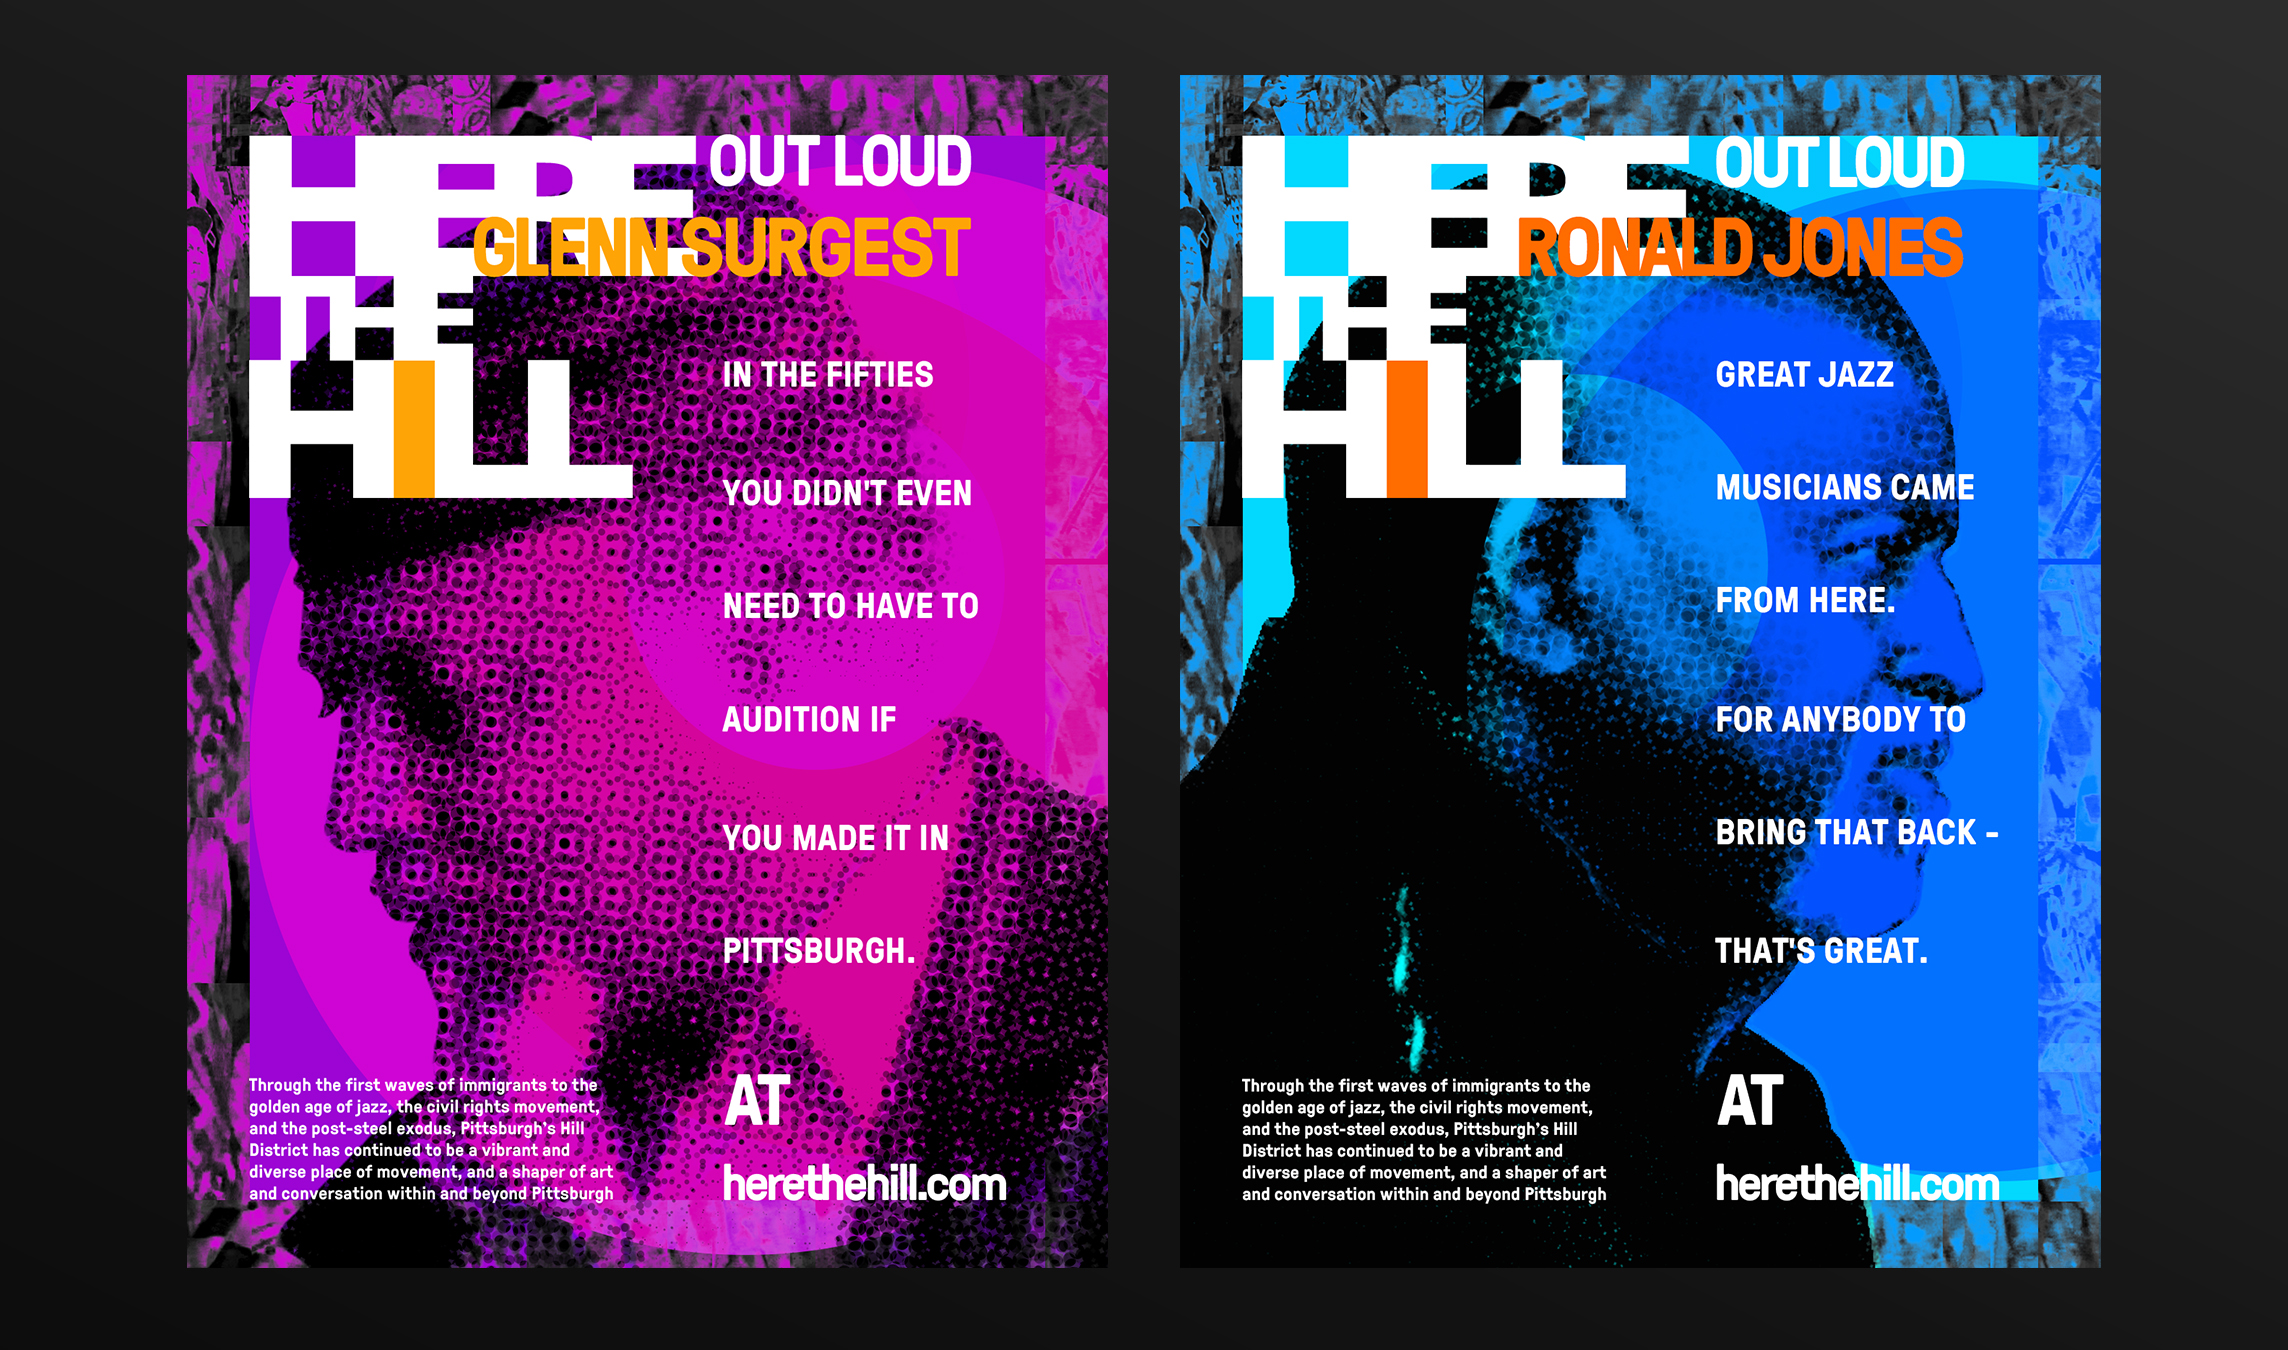 HERE
THE
HILL
OUT LOUD
GLENN SURGEST
IN THE FIFTIES
YOU DIDN'T EVEN
NEED TO HAVE TO
AUDITION IF
YOU MADE IT IN
PITTSBURGH.
Through the first waves of immigrants to the
golden age of jazz, the civil rights movement,
and the post-steel exodus, Pittsburgh's Hill
District has continued to be a vibrant and
diverse place of movement, and a shaper of art
and conversation within and beyond Pittsburgh
AT
herethehill.com
HERE
THE
HILL
OUT LOUD
RONALD JONES
GREAT JAZZ
MUSICIANS CAME
FROM HERE.
FOR ANYBODY TO
BRING THAT BACK -
THAT'S GREAT.
Through the first waves of immigrants to the
golden age of jazz, the civil rights movement,
and the post-steel exodus, Pittsburgh's Hill
District has continued to be a vibrant and
diverse place of movement, and a shaper of art
and conversation within and beyond Pittsburgh
AT
herethehill.com